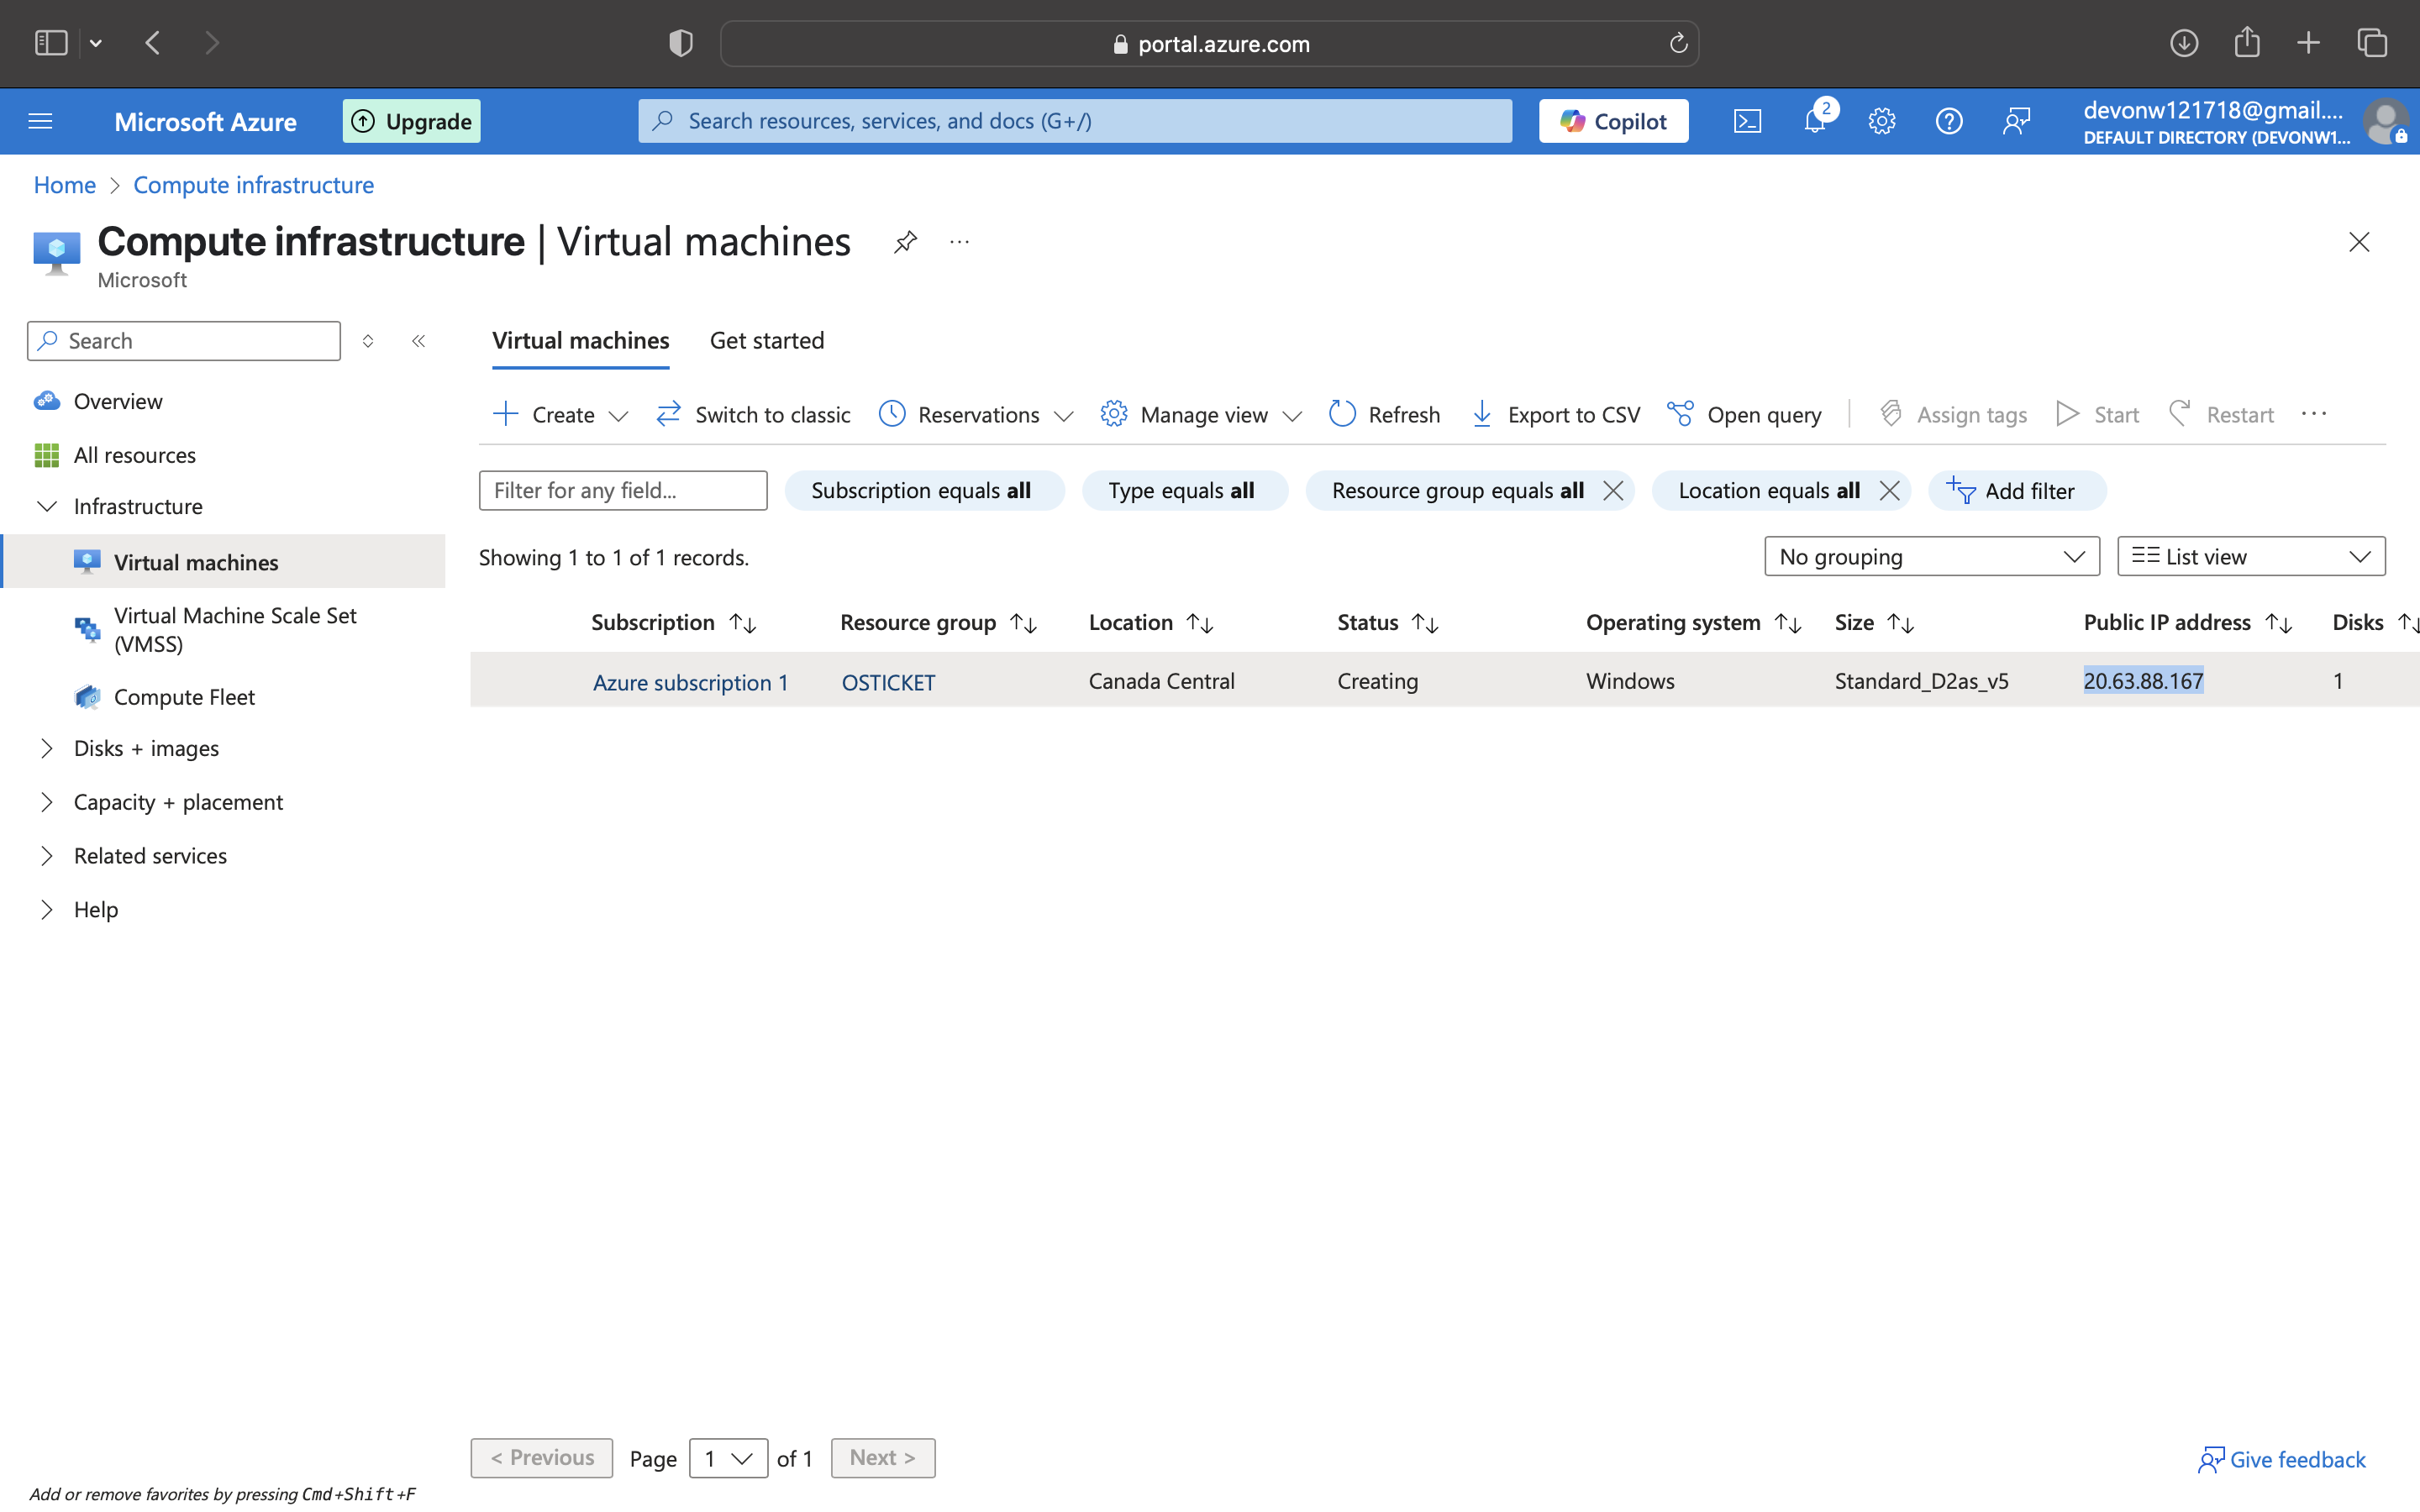 portal.azure.com
Microsoft Azure
Upgrade
Search resources, services, and docs (G+/)
Copilot
2
devonw121718@gmail....
DEFAULT DIRECTORY (DEVONW1...
Home > Compute infrastructure
Compute infrastructure | Virtual machines
...
Microsoft
Search
Virtual machines
Get started
Overview
All resources
Infrastructure
Virtual machines
Virtual Machine Scale Set
(VMSS)
Compute Fleet
Disks + images
Capacity + placement
Related services
Help
Create
Switch to classic
Reservations
Manage view
Refresh
Export to CSV
Open query
Assign tags
Start
Restart
...
Filter for any field...
Subscription equals all
Type equals all
Resource group equals all
Location equals all
Add filter
Showing 1 to 1 of 1 records.
No grouping
List view
Subscription ↑↓ Resource group ↑↓ Location ↑↓ Status ↑↓ Operating system ↑↓ Size ↑↓ Public IP address ↑↓ Disks ↑↓
Azure subscription 1 OSTICKET Canada Central Creating Windows Standard_D2as_v5 20.63.88.167 1
< Previous Page 1 of 1 Next >
Give feedback
Add or remove favorites by pressing Cmd+Shift+F